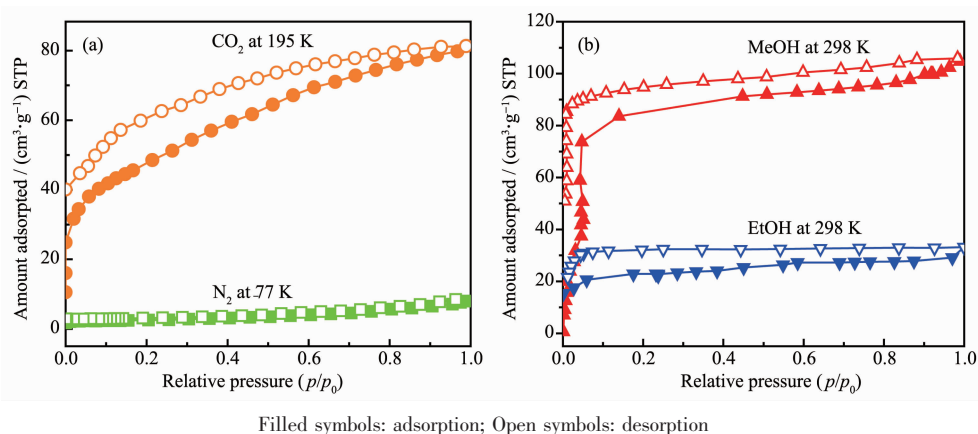 (a)
CO₂ at 195 K
N₂ at 77 K
80
60
40
20
0
0.0 0.2 0.4 0.6 0.8 1.0
Amount adsorpted / (cm³·g⁻¹) STP
Relative pressure (p/p₀)
(b)
MeOH at 298 K
EtOH at 298 K
120
100
80
60
40
20
0
0.0 0.2 0.4 0.6 0.8 1.0
Amount adsorpted / (cm³·g⁻¹) STP
Relative pressure (p/p₀)
Filled symbols: adsorption; Open symbols: desorption